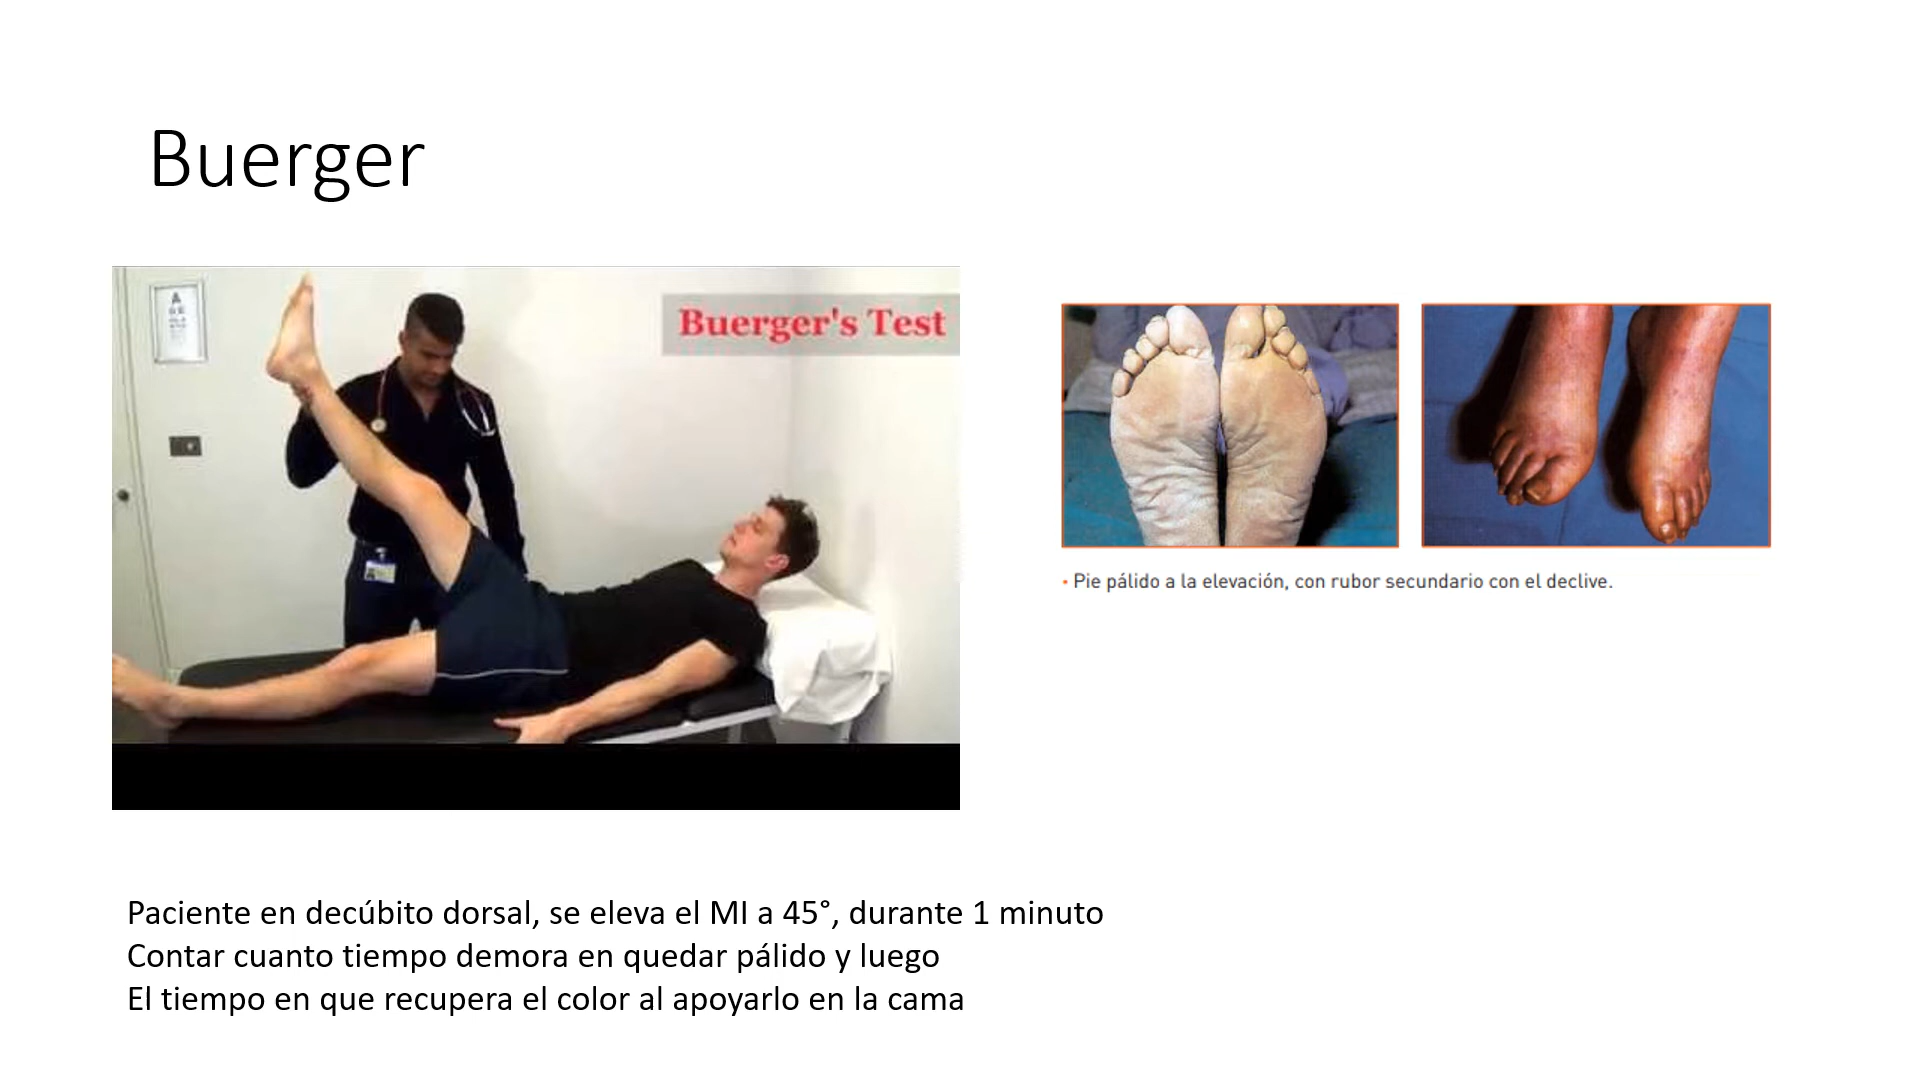 Buerger
Buerger's Test
A
• Pie pálido a la elevación, con rubor secundario con el declive.
Paciente en decúbito dorsal, se eleva el MI a 45°, durante 1 minuto
Contar cuanto tiempo demora en quedar pálido y luego
El tiempo en que recupera el color al apoyarlo en la cama